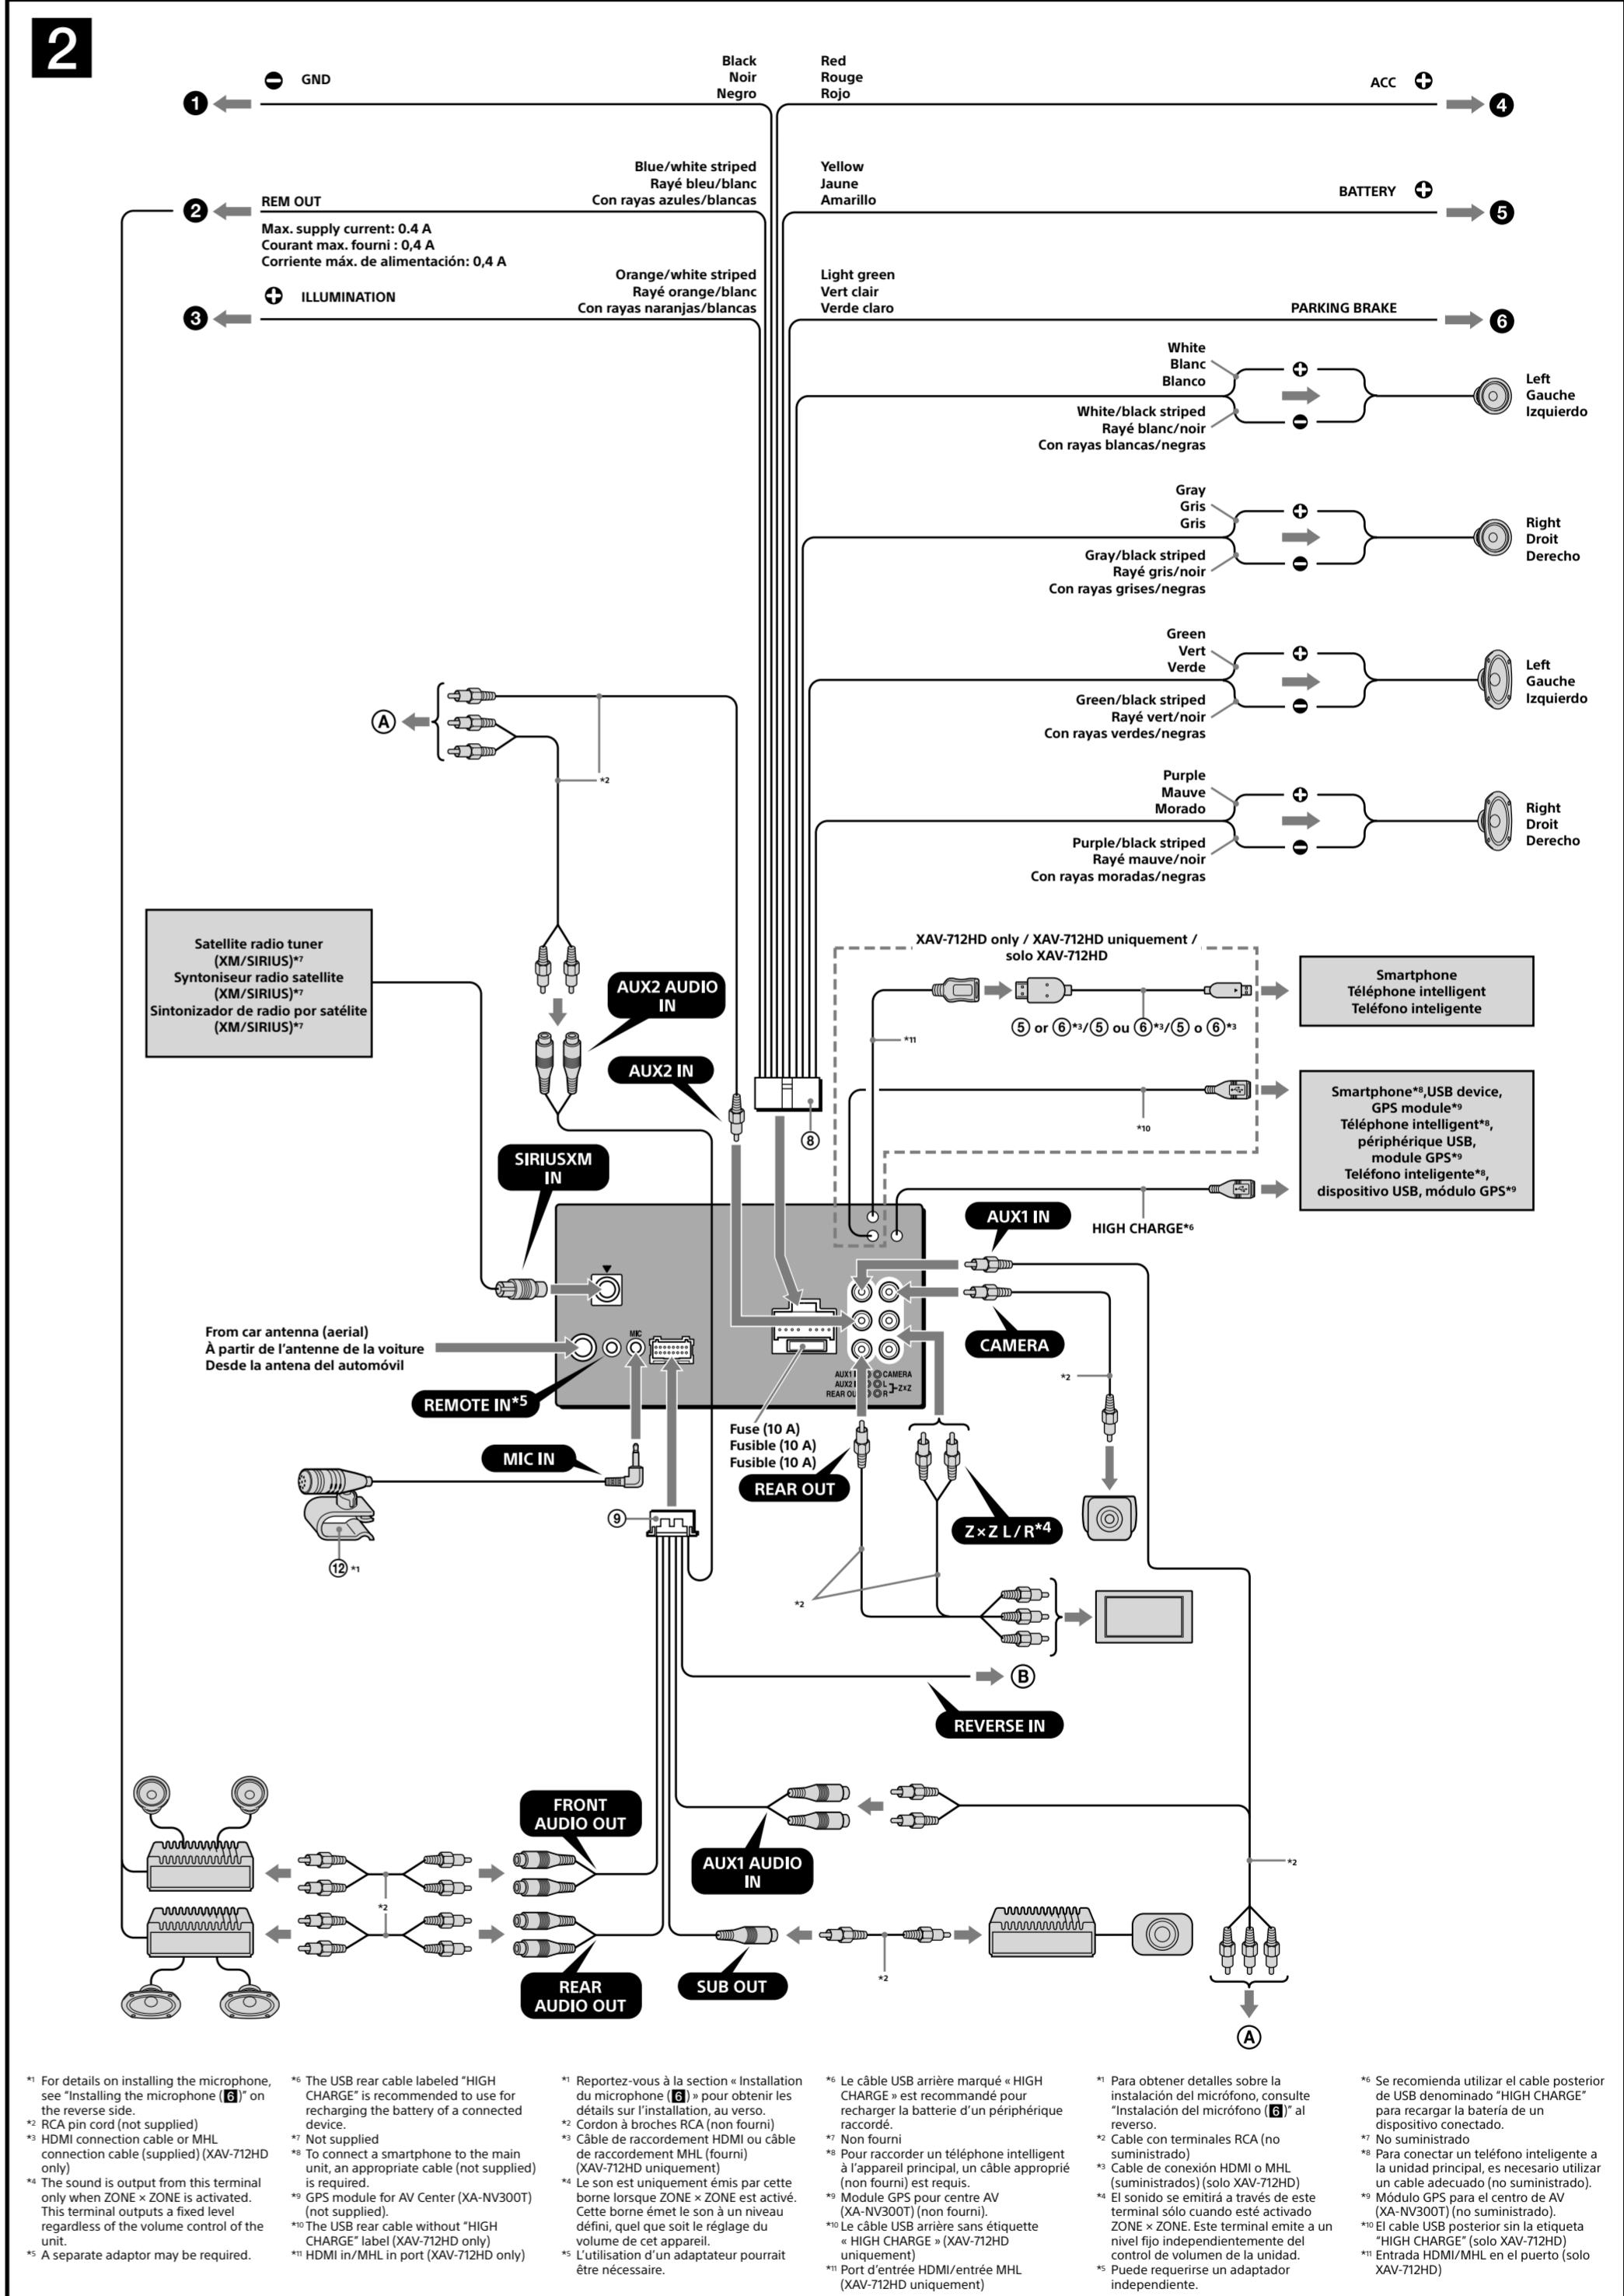 2
GND
Black
Noir
Negro
Red
Rouge
Rojo
ACC
1
4
Blue/white striped
Rayé bleu/blanc
Con rayas azules/blancas
Yellow
Jaune
Amarillo
BATTERY
2
REM OUT
5
Max. supply current: 0.4 A
Courant max. fourni : 0,4 A
Corriente máx. de alimentación: 0,4 A
Orange/white striped
Rayé orange/blanc
Con rayas naranjas/blancas
Light green
Vert clair
Verde claro
ILLUMINATION
PARKING BRAKE
3
6
White
Blanc
Blanco
White/black striped
Rayé blanc/noir
Con rayas blancas/negras
Left
Gauche
Izquierdo
Gray
Gris
Gris
Gray/black striped
Rayé gris/noir
Con rayas grises/negras
Right
Droit
Derecho
Green
Vert
Verde
Green/black striped
Rayé vert/noir
Con rayas verdes/negras
Left
Gauche
Izquierdo
A
*2
Purple
Mauve
Morado
Purple/black striped
Rayé mauve/noir
Con rayas moradas/negras
Right
Droit
Derecho
Satellite radio tuner
(XM/SIRIUS)*7
Syntoniseur radio satellite
(XM/SIRIUS)*7
Sintonizador de radio por satélite
(XM/SIRIUS)*7
AUX2 AUDIO
IN
AUX2 IN
XAV-712HD only / XAV-712HD uniquement /
solo XAV-712HD
⑤ or ⑥*3/⑤ ou ⑥*3/⑤ o ⑥*3
*11
Smartphone
Téléphone intelligent
Teléfono inteligente
*10
Smartphone*8,USB device,
GPS module*9
Téléphone intelligent*8,
périphérique USB,
module GPS*9
Teléfono inteligente*8,
dispositivo USB, módulo GPS*9
⑧
SIRIUSXM
IN
HIGH CHARGE*6
AUX1 IN
CAMERA
From car antenna (aerial)
À partir de l'antenne de la voiture
Desde la antena del automóvil
MIC
AUX1
CAMERA
AUX2
L
REAR OU
R
Z×Z
REMOTE IN*5
*2
Fuse (10 A)
Fusible (10 A)
Fusible (10 A)
MIC IN
REAR OUT
⑨
Z×Z L/R*4
⑫ *1
*2
B
REVERSE IN
FRONT
AUDIO OUT
AUX1 AUDIO
IN
*2
*2
REAR
AUDIO OUT
SUB OUT
*2
A
*1 For details on installing the microphone,
see "Installing the microphone (6)" on
the reverse side.
*2 RCA pin cord (not supplied)
*3 HDMI connection cable or MHL
connection cable (supplied) (XAV-712HD
only)
*4 The sound is output from this terminal
only when ZONE × ZONE is activated.
This terminal outputs a fixed level
regardless of the volume control of the
unit.
*5 A separate adaptor may be required.
*6 The USB rear cable labeled "HIGH
CHARGE" is recommended to use for
recharging the battery of a connected
device.
*7 Not supplied
*8 To connect a smartphone to the main
unit, an appropriate cable (not supplied)
is required.
*9 GPS module for AV Center (XA-NV300T)
(not supplied).
*10 The USB rear cable without "HIGH
CHARGE" label (XAV-712HD only)
*11 HDMI in/MHL in port (XAV-712HD only)
*1 Reportez-vous à la section « Installation
du microphone (6) » pour obtenir les
détails sur l'installation, au verso.
*2 Cordon à broches RCA (non fourni)
*3 Câble de raccordement HDMI ou câble
de raccordement MHL (fourni)
(XAV-712HD uniquement)
*4 Le son est uniquement émis par cette
borne lorsque ZONE × ZONE est activé.
Cette borne émet le son à un niveau
défini, quel que soit le réglage du
volume de cet appareil.
*5 L'utilisation d'un adaptateur pourrait
être nécessaire.
*6 Le câble USB arrière marqué « HIGH
CHARGE » est recommandé pour
recharger la batterie d'un périphérique
raccordé.
*7 Non fourni
*8 Pour raccorder un téléphone intelligent
à l'appareil principal, un câble approprié
(non fourni) est requis.
*9 Module GPS pour centre AV
(XA-NV300T) (non fourni).
*10 Le câble USB arrière sans étiquette
« HIGH CHARGE » (XAV-712HD
uniquement)
*11 Port d'entrée HDMI/entrée MHL
(XAV-712HD uniquement)
*1 Para obtener detalles sobre la
instalación del micrófono, consulte
"Instalación del micrófono (6)" al
reverso.
*2 Cable con terminales RCA (no
suministrado)
*3 Cable de conexión HDMI o MHL
(suministrados) (solo XAV-712HD)
*4 El sonido se emitirá a través de este
terminal sólo cuando esté activado
ZONE × ZONE. Este terminal emite a un
nivel fijo independientemente del
control de volumen de la unidad.
*5 Puede requerirse un adaptador
independiente.
*6 Se recomienda utilizar el cable posterior
de USB denominado "HIGH CHARGE"
para recargar la batería de un
dispositivo conectado.
*7 No suministrado
*8 Para conectar un teléfono inteligente a
la unidad principal, es necesario utilizar
un cable adecuado (no suministrado).
*9 Módulo GPS para el centro de AV
(XA-NV300T) (no suministrado).
*10 El cable USB posterior sin la etiqueta
"HIGH CHARGE" (solo XAV-712HD)
*11 Entrada HDMI/MHL en el puerto (solo
XAV-712HD)